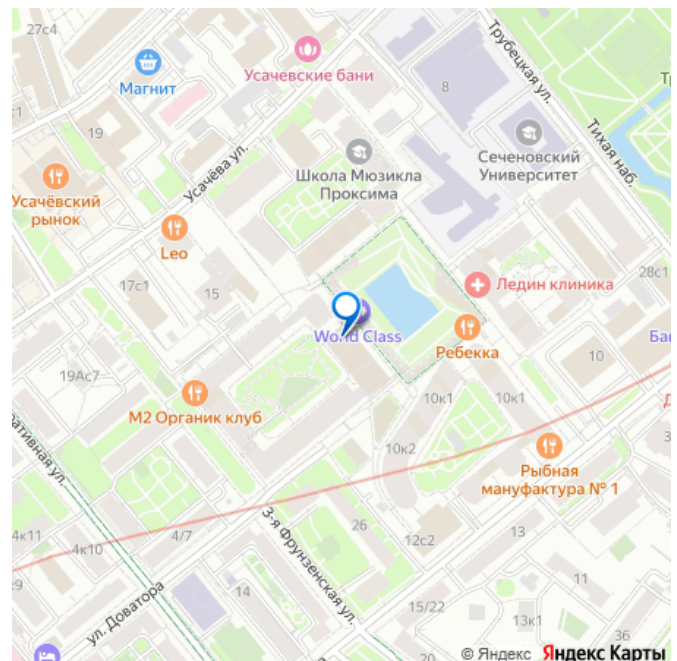 27с4
Трубецкая ул.
Усачевские бани
Магнит
8
с1
19
Тихая наб.
Сеченовский
Университет
Школа Мюзикла
Проксима
Усачёва ул.
Усачёвский
рынок
Leo
17с1
15
Ледин клиника
28с1
World Class
Ребекка
10
19Ас7
М2 Органик клуб
10к1
10к1
10к2
Рыбная
мануфактура № 1
3-я Фрунзенская ул.
4к11
4к10
4/7
26
12с2
13
11
14
15/22
13к1
36
ул. Доватора
© Яндекс Яндекс Карты